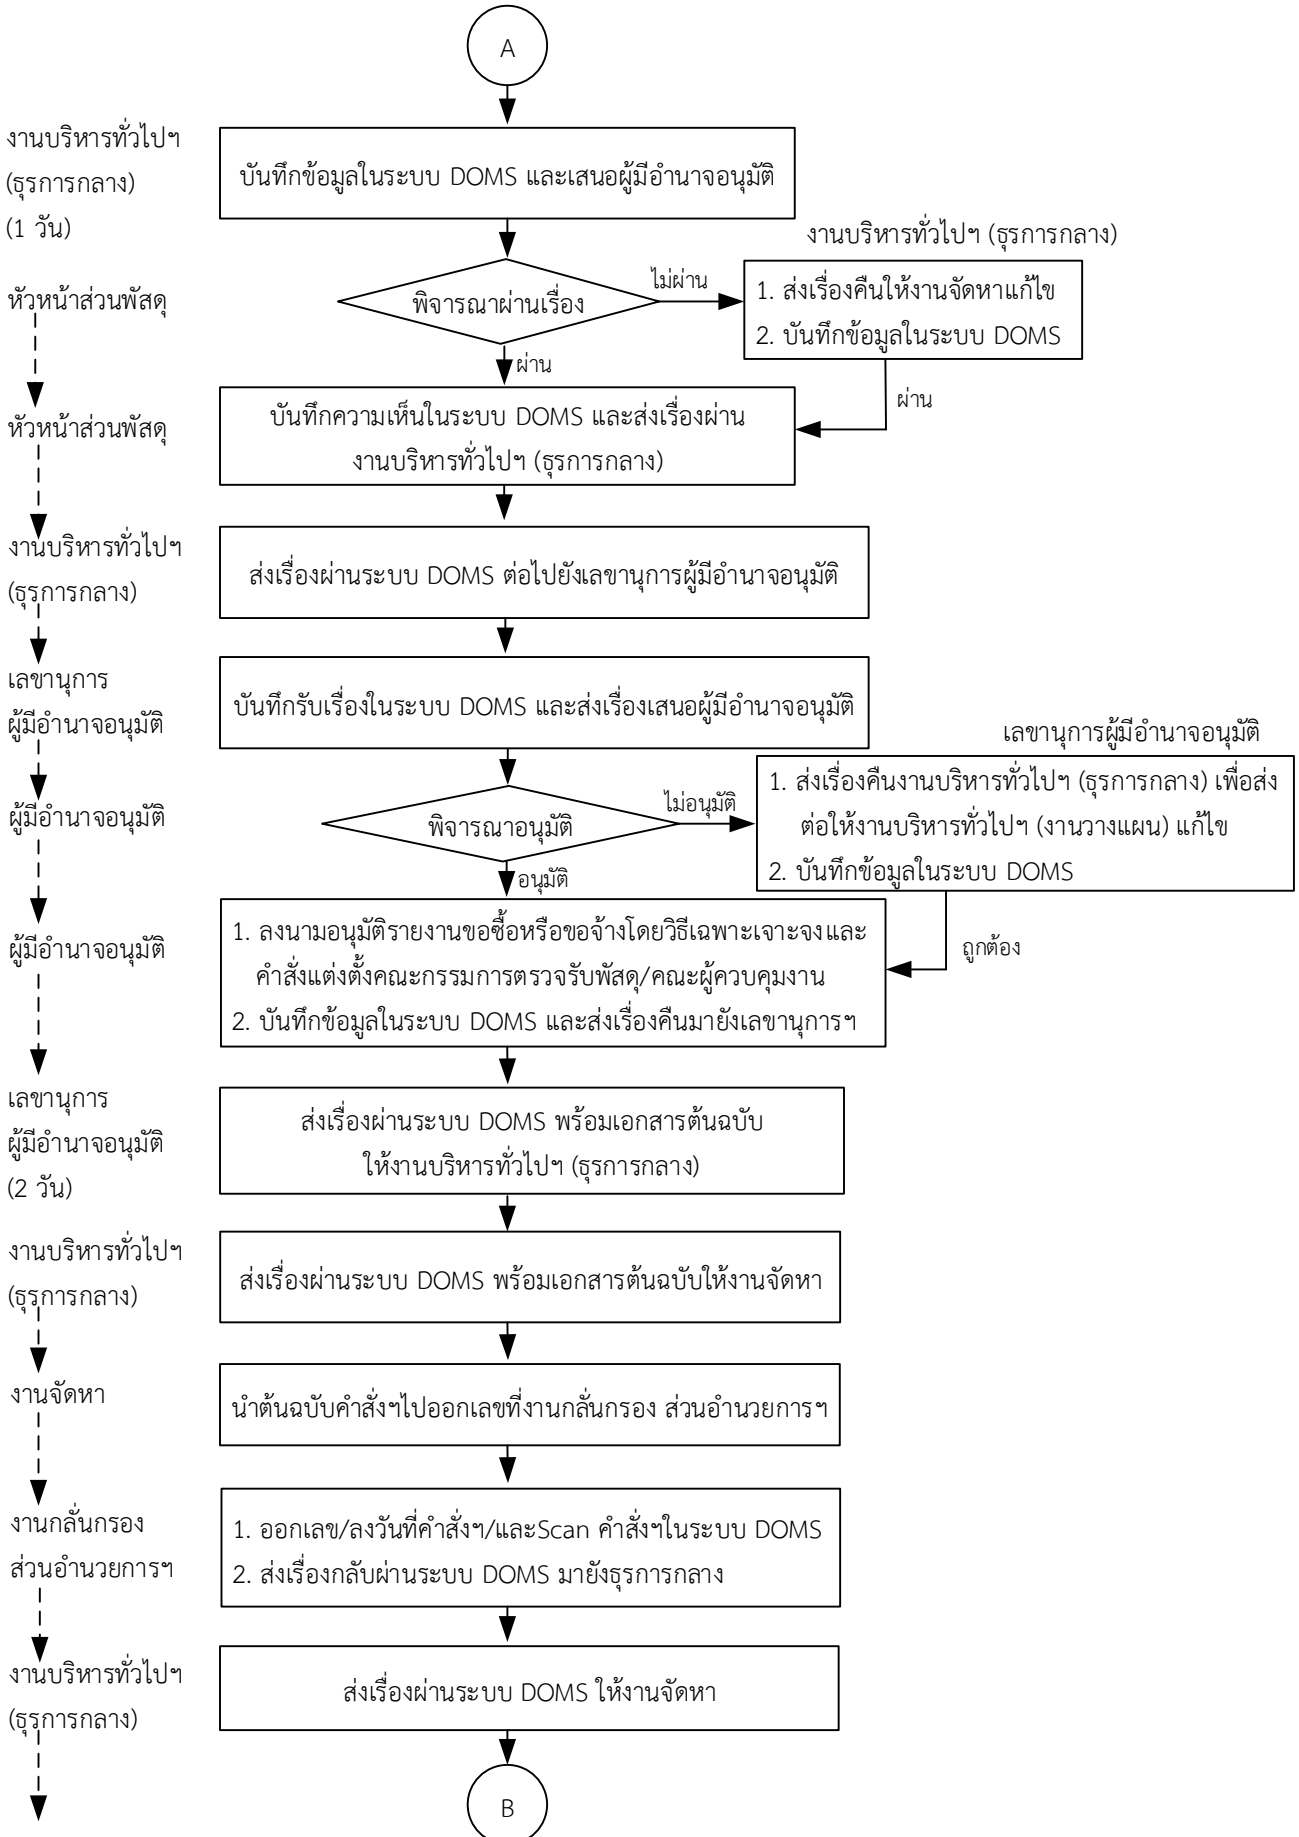 A
งานบริหารทั่วไปฯ
(ธุรการกลาง)
(1 วัน)
บันทึกข้อมูลในระบบ DOMS และเสนอผู้มีอำนาจอนุมัติ
งานบริหารทั่วไปฯ (ธุรการกลาง)
หัวหน้าส่วนพัสดุ
พิจารณาผ่านเรื่อง
ไม่ผ่าน
1. ส่งเรื่องคืนให้งานจัดหาแก้ไข
2. บันทึกข้อมูลในระบบ DOMS
ผ่าน
ผ่าน
หัวหน้าส่วนพัสดุ
บันทึกความเห็นในระบบ DOMS และส่งเรื่องผ่าน
งานบริหารทั่วไปฯ (ธุรการกลาง)
งานบริหารทั่วไปฯ
(ธุรการกลาง)
ส่งเรื่องผ่านระบบ DOMS ต่อไปยังเลขานุการผู้มีอำนาจอนุมัติ
เลขานุการ
ผู้มีอำนาจอนุมัติ
บันทึกรับเรื่องในระบบ DOMS และส่งเรื่องเสนอผู้มีอำนาจอนุมัติ
เลขานุการผู้มีอำนาจอนุมัติ
ผู้มีอำนาจอนุมัติ
พิจารณาอนุมัติ
ไม่อนุมัติ
1. ส่งเรื่องคืนงานบริหารทั่วไปฯ (ธุรการกลาง) เพื่อส่ง
ต่อให้งานบริหารทั่วไปฯ (งานวางแผน) แก้ไข
2. บันทึกข้อมูลในระบบ DOMS
อนุมัติ
ถูกต้อง
ผู้มีอำนาจอนุมัติ
1. ลงนามอนุมัติรายงานขอซื้อหรือขอจ้างโดยวิธีเฉพาะเจาะจงและ
คำสั่งแต่งตั้งคณะกรรมการตรวจรับพัสดุ/คณะผู้ควบคุมงาน
2. บันทึกข้อมูลในระบบ DOMS และส่งเรื่องคืนมายังเลขานุการฯ
เลขานุการ
ผู้มีอำนาจอนุมัติ
(2 วัน)
ส่งเรื่องผ่านระบบ DOMS พร้อมเอกสารต้นฉบับ
ให้งานบริหารทั่วไปฯ (ธุรการกลาง)
งานบริหารทั่วไปฯ
(ธุรการกลาง)
ส่งเรื่องผ่านระบบ DOMS พร้อมเอกสารต้นฉบับให้งานจัดหา
งานจัดหา
นำต้นฉบับคำสั่งฯไปออกเลขที่งานกลั่นกรอง ส่วนอำนวยการฯ
งานกลั่นกรอง
ส่วนอำนวยการฯ
1. ออกเลข/ลงวันที่คำสั่งฯ/และScan คำสั่งฯในระบบ DOMS
2. ส่งเรื่องกลับผ่านระบบ DOMS มายังธุรการกลาง
งานบริหารทั่วไปฯ
(ธุรการกลาง)
ส่งเรื่องผ่านระบบ DOMS ให้งานจัดหา
B